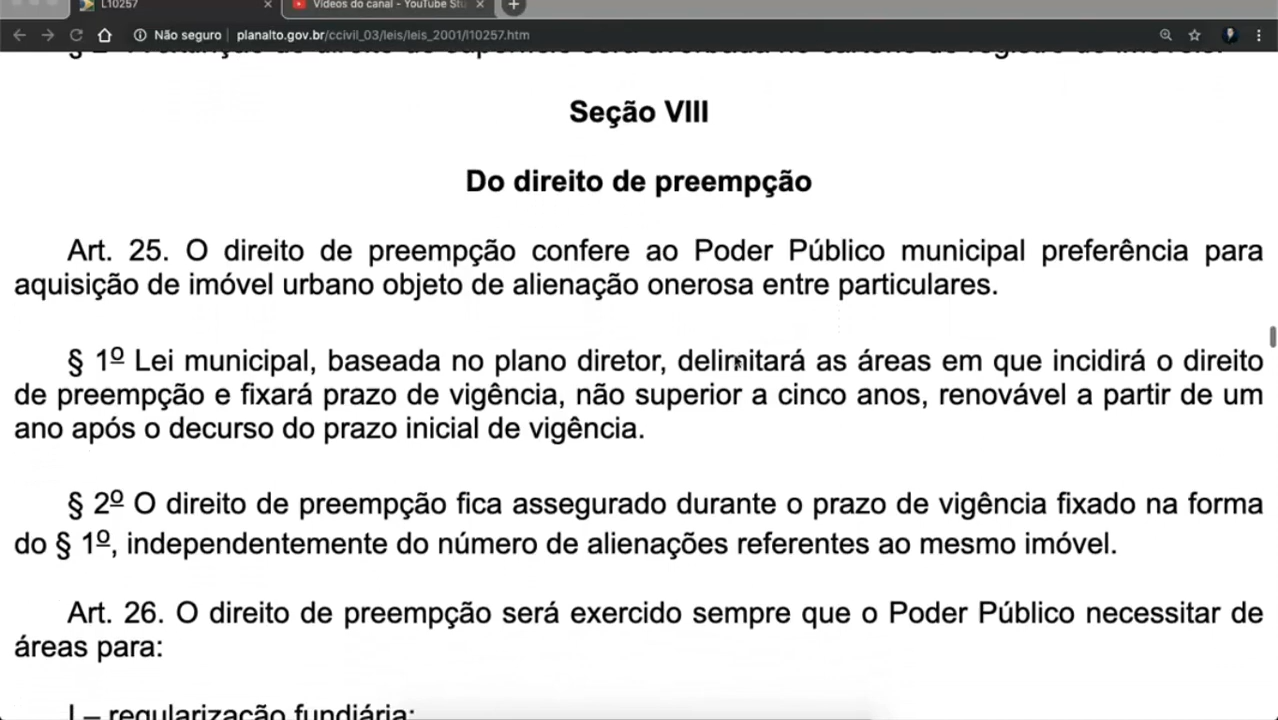 L10257
Vídeos do canal - YouTube Stu
Não seguro
planalto.gov.br/ccivil_03/leis/leis_2001/l10257.htm
Seção VIII
Do direito de preempção
Art. 25. O direito de preempção confere ao Poder Público municipal preferência para
aquisição de imóvel urbano objeto de alienação onerosa entre particulares.
§ 1º Lei municipal, baseada no plano diretor, delimitará as áreas em que incidirá o direito
de preempção e fixará prazo de vigência, não superior a cinco anos, renovável a partir de um
ano após o decurso do prazo inicial de vigência.
§ 2º O direito de preempção fica assegurado durante o prazo de vigência fixado na forma
do § 1º, independentemente do número de alienações referentes ao mesmo imóvel.
Art. 26. O direito de preempção será exercido sempre que o Poder Público necessitar de
áreas para:
I – regularização fundiária;